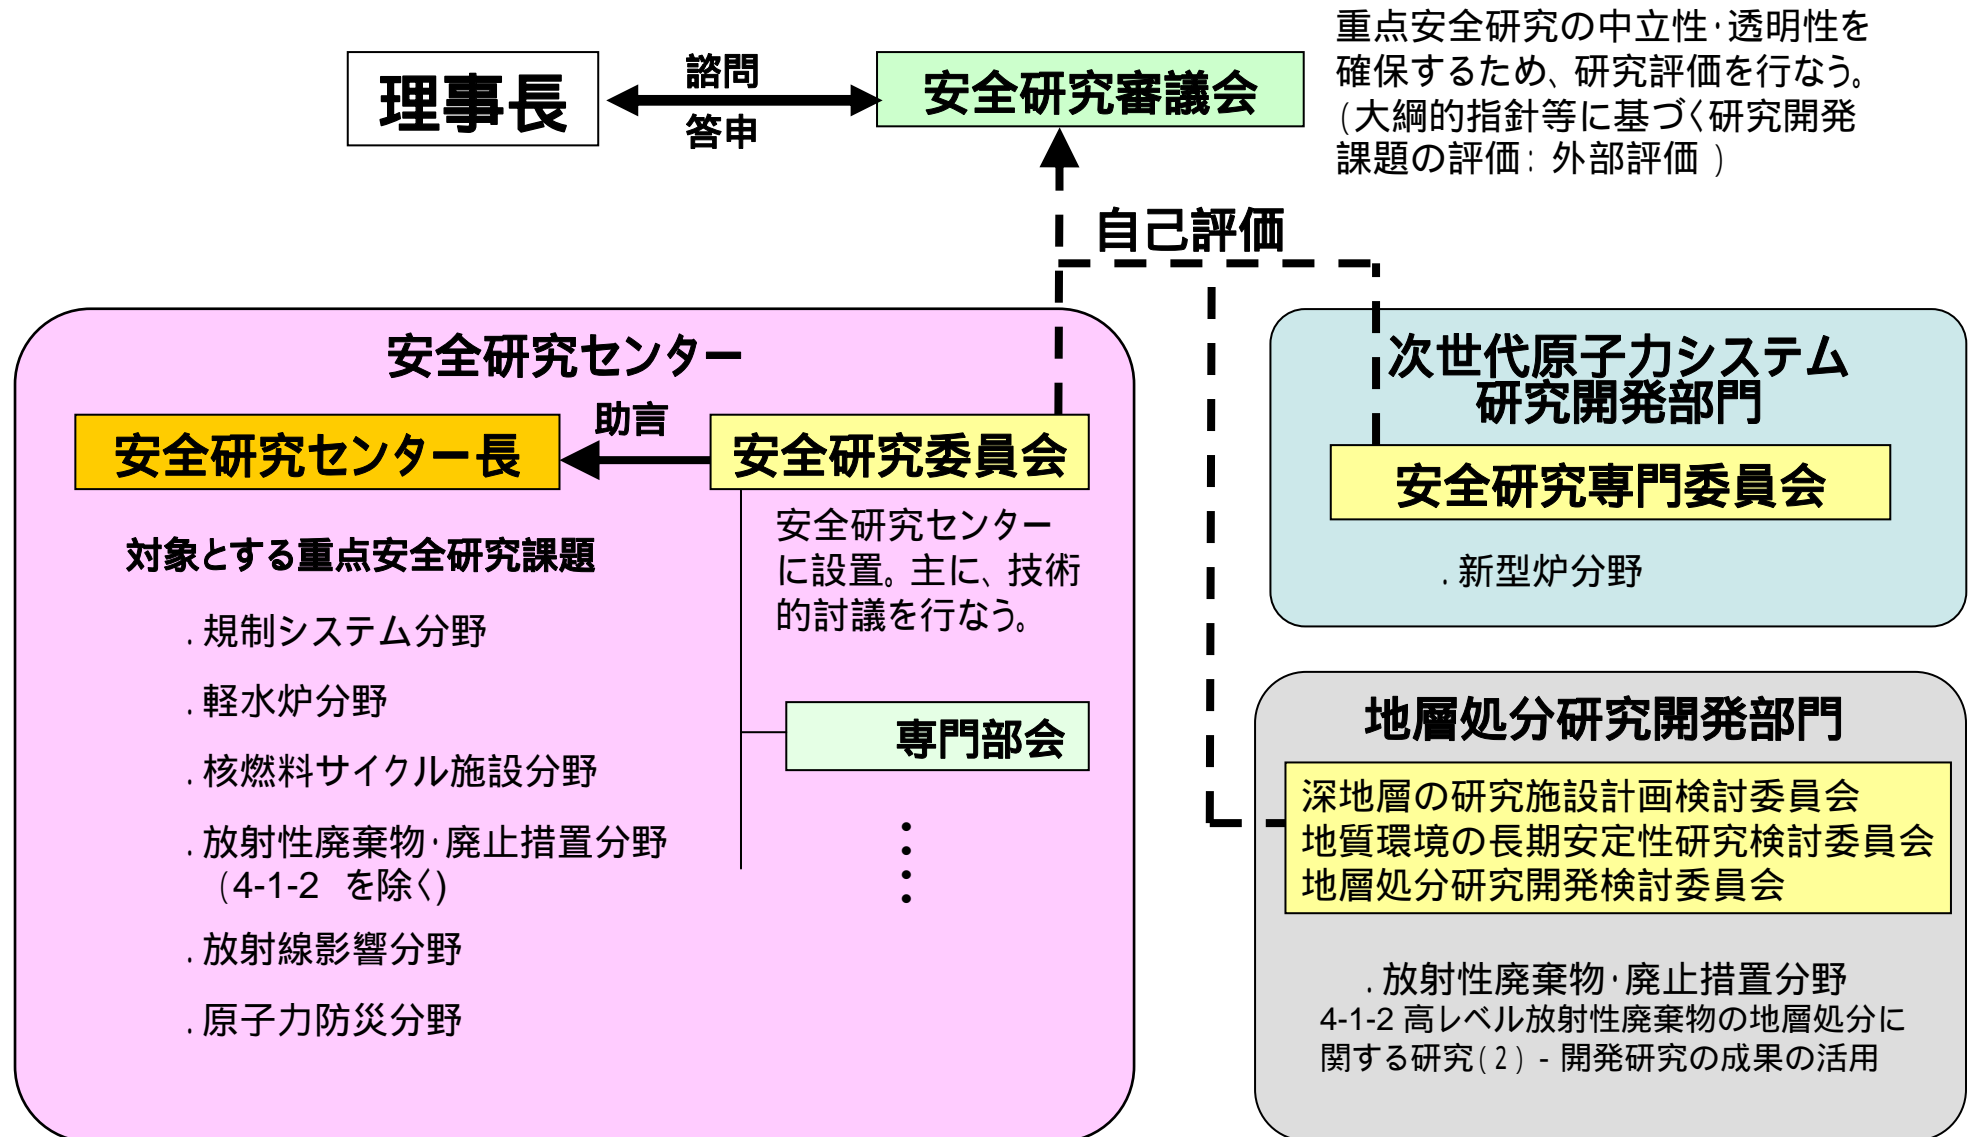 重点安全研究の中立性・透明性を
確保するため、研究評価を行なう。
(大綱的指針等に基づく研究開発
課題の評価: 外部評価 )
理事長
諮問
答申
安全研究審議会
自己評価
安全研究センター
安全研究センター長
助言
安全研究委員会
安全研究センター
に設置。主に、技術
的討議を行なう。
対象とする重点安全研究課題
. 規制システム分野
. 軽水炉分野
. 核燃料サイクル施設分野
. 放射性廃棄物・廃止措置分野
(4-1-2 を除く)
. 放射線影響分野
. 原子力防災分野
専門部会
次世代原子力システム
研究開発部門
安全研究専門委員会
. 新型炉分野
地層処分研究開発部門
深地層の研究施設計画検討委員会
地質環境の長期安定性研究検討委員会
地層処分研究開発検討委員会
. 放射性廃棄物・廃止措置分野
4-1-2 高レベル放射性廃棄物の地層処分に
関する研究(2) - 開発研究の成果の活用